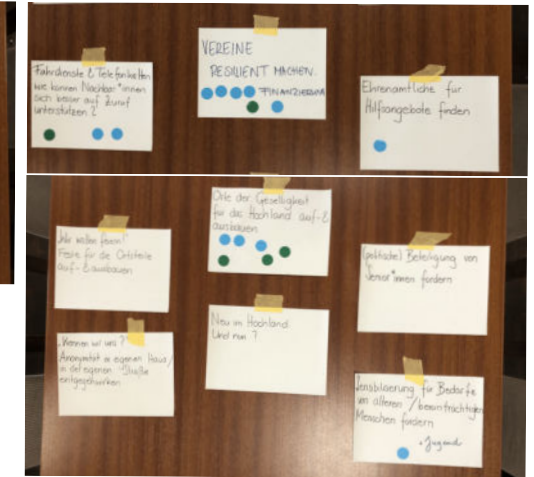 Fahrdienste & Telefonketten
wie können Nachbar*innen
sich besser auf Zuruf
unterstützen?
VEREINE
RESILIENT MACHEN.
FINANZIERUNG
Ehrenamtliche für
Hilfsangebote finden
Orte der Geselligkeit
für das Hochland auf-&
ausbauen
"Wir wollen feiern!"
Feste für die Ortsteile
auf-& ausbauen
(politische) Beteiligung von
Senior*innen fördern
"Kennen wir uns?"
Anonymität im eigenen Haus/
in der eigenen Straße
entgegenwirken
Neu im Hochland.
Und nun?
Sensibilisierung für Bedarfe
von älteren / beeinträchtigten
Menschen fördern
+ Jugend